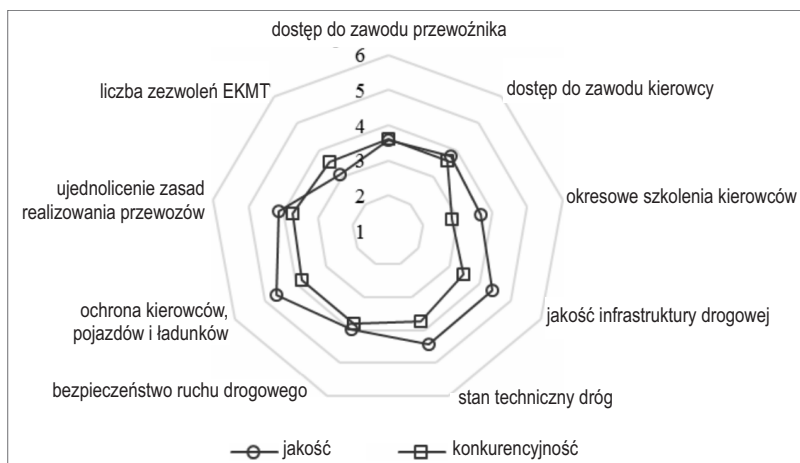 dostęp do zawodu przewoźnika
6
5
4
3
2
1
dostęp do zawodu kierowcy
okresowe szkolenia kierowców
jakość infrastruktury drogowej
stan techniczny dróg
bezpieczeństwo ruchu drogowego
ochrona kierowców,
pojazdów i ładunków
ujednolicenie zasad
realizowania przewozów
liczba zezwoleń EKMT
jakość
konkurencyjność